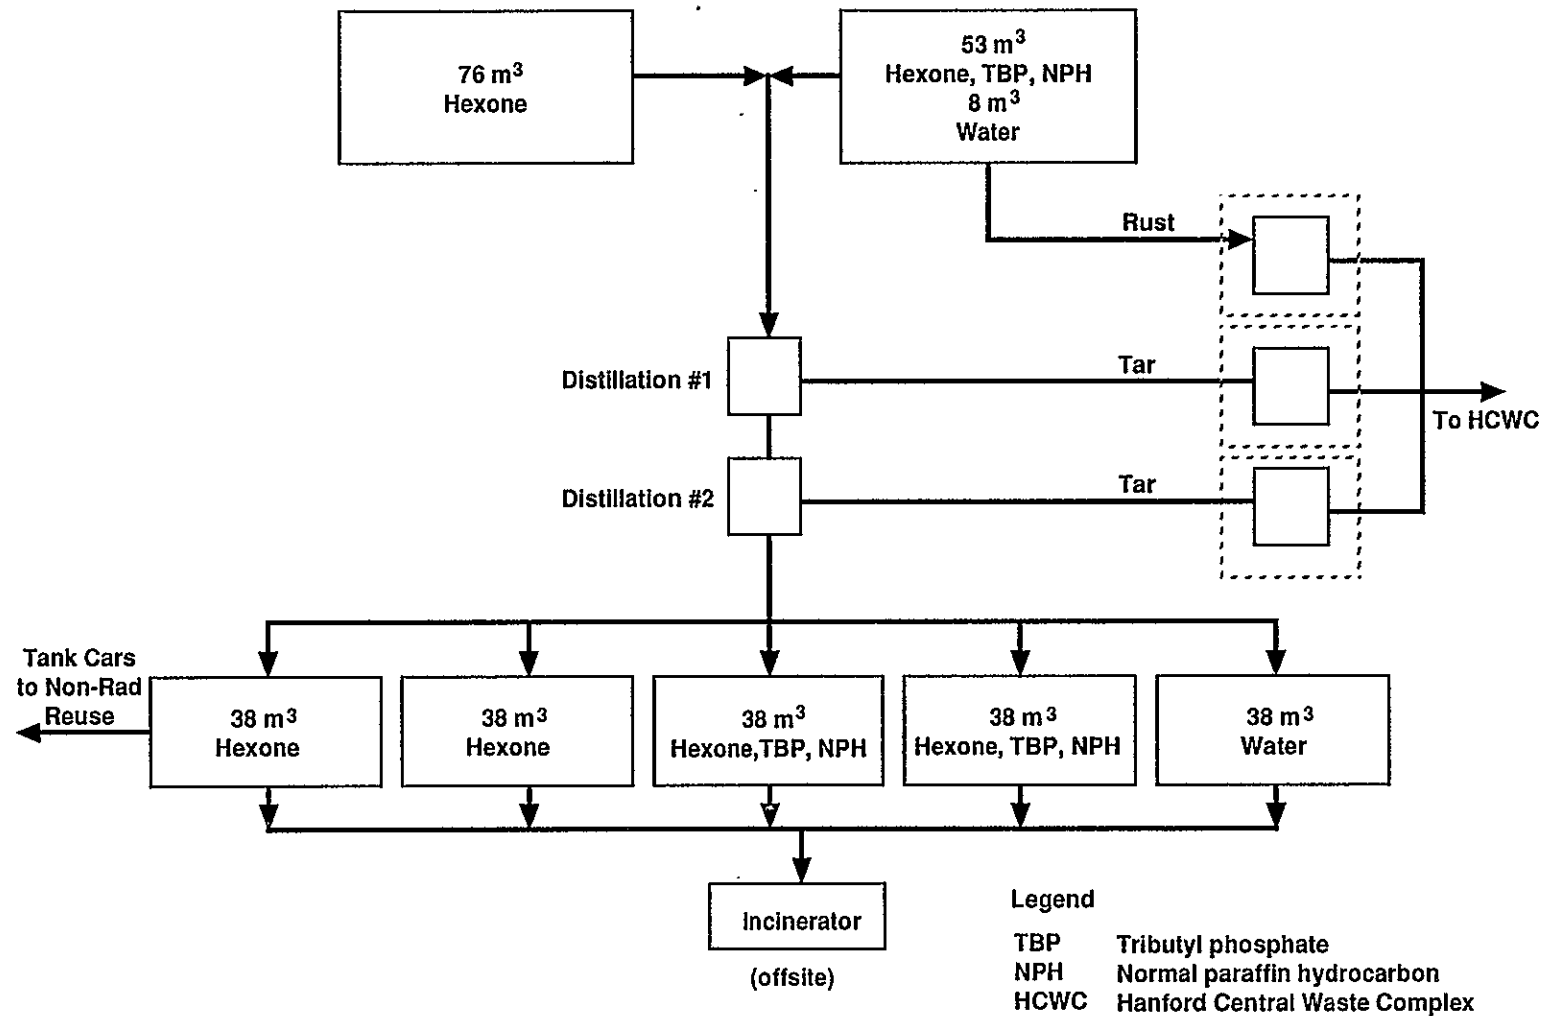 76 m³
Hexone
53 m³
Hexone, TBP, NPH
8 m³
Water
Rust
Distillation #1
Tar
To HCWC
Distillation #2
Tar
Tank Cars
to Non-Rad
Reuse
38 m³
Hexone
38 m³
Hexone
38 m³
Hexone,TBP, NPH
38 m³
Hexone, TBP, NPH
38 m³
Water
Incinerator
(offsite)
Legend
TBP Tributyl phosphate
NPH Normal paraffin hydrocarbon
HCWC Hanford Central Waste Complex